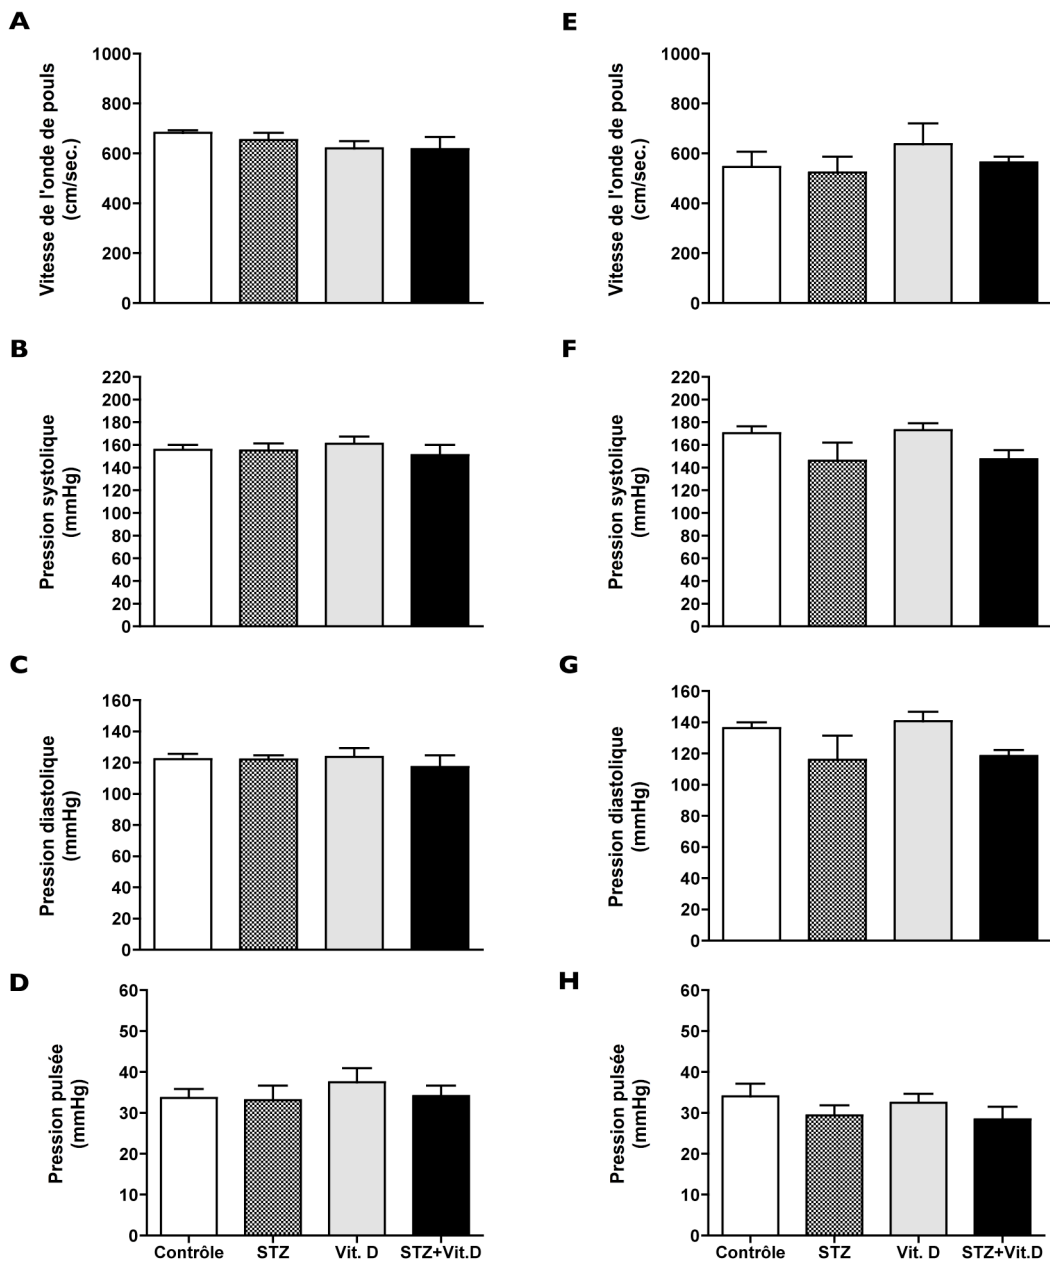 A
Vitesse de l'onde de pouls
(cm/sec.)
1000
800
600
400
200
0
E
Vitesse de l'onde de pouls
(cm/sec.)
1000
800
600
400
200
0
B
Pression systolique
(mmHg)
220
200
180
160
140
120
100
80
60
40
20
0
F
Pression systolique
(mmHg)
220
200
180
160
140
120
100
80
60
40
20
0
C
Pression diastolique
(mmHg)
160
140
120
100
80
60
40
20
0
G
Pression diastolique
(mmHg)
160
140
120
100
80
60
40
20
0
D
Pression pulsée
(mmHg)
60
50
40
30
20
10
0
Contrôle STZ Vit. D STZ+Vit.D
H
Pression pulsée
(mmHg)
60
50
40
30
20
10
0
Contrôle STZ Vit. D STZ+Vit.D